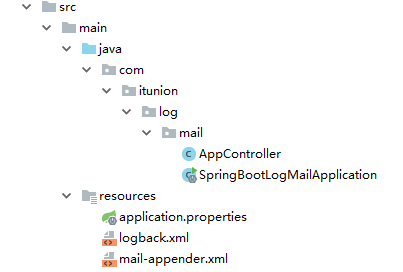 src
main
java
com
itunion
log
mail
AppController
SpringBootLogMailApplication
resources
application.properties
logback.xml
mail-appender.xml